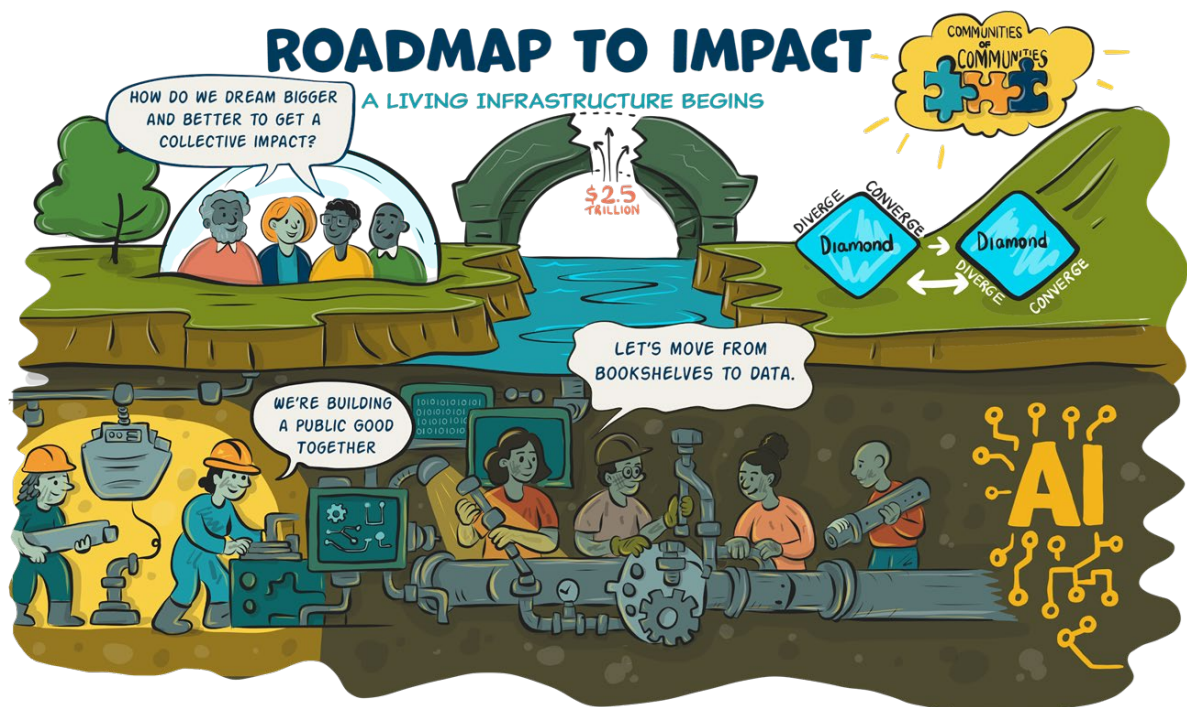 ROADMAP TO IMPACT
A LIVING INFRASTRUCTURE BEGINS
COMMUNITIES
OF
COMMUNITIES
HOW DO WE DREAM BIGGER
AND BETTER TO GET A
COLLECTIVE IMPACT?
$2.5
TRILLION
DIVERGE
CONVERGE
Diamond
Diamond
DIVERGE
CONVERGE
LET'S MOVE FROM
BOOKSHELVES TO DATA.
WE'RE BUILDING
A PUBLIC GOOD
TOGETHER
AI